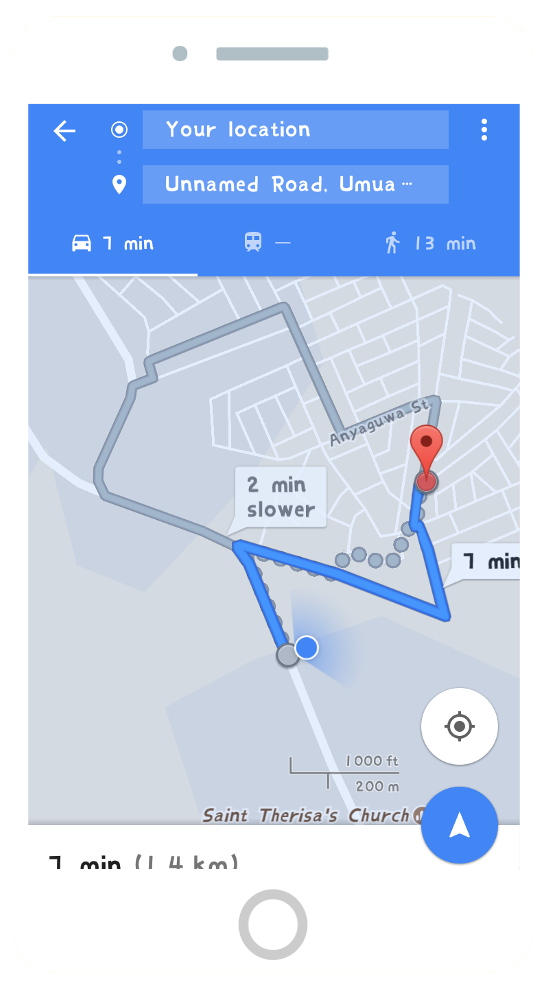 Your location
Unnamed Road, Umua ···
7 min
—
13 min
Anyaguwa St.
2 min
slower
7 min
1000 ft
200 m
Saint Therisa's Church
7 min (1.4 km)